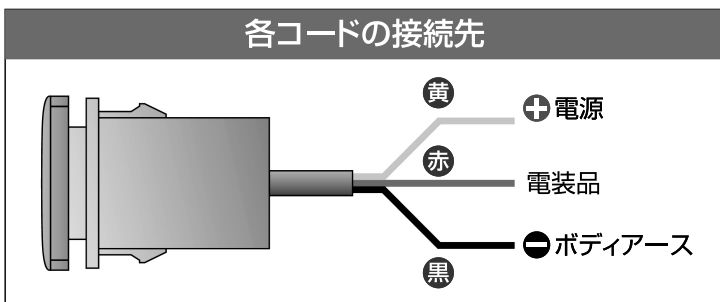 各コードの接続先
黄
⊕電源
赤
電装品
⊖ボディアース
黒